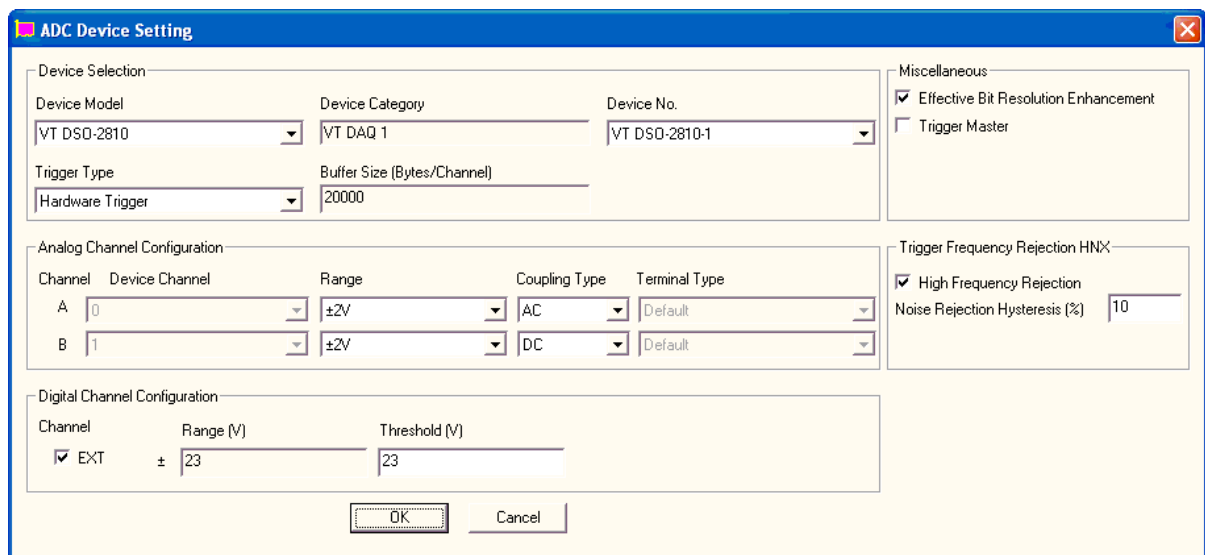 ADC Device Setting
Device Selection
Device Model
Device Category
Device No.
VT DSO-2810
VT DAQ 1
VT DSO-2810-1
Trigger Type
Buffer Size (Bytes/Channel)
Hardware Trigger
20000
Miscellaneous
Effective Bit Resolution Enhancement
Trigger Master
Analog Channel Configuration
Channel Device Channel Range Coupling Type Terminal Type
A 0 ±2V AC Default
B 1 ±2V DC Default
Trigger Frequency Rejection HNX
High Frequency Rejection
Noise Rejection Hysteresis (%) 10
Digital Channel Configuration
Channel Range (V) Threshold (V)
EXT ± 23 23
OK Cancel